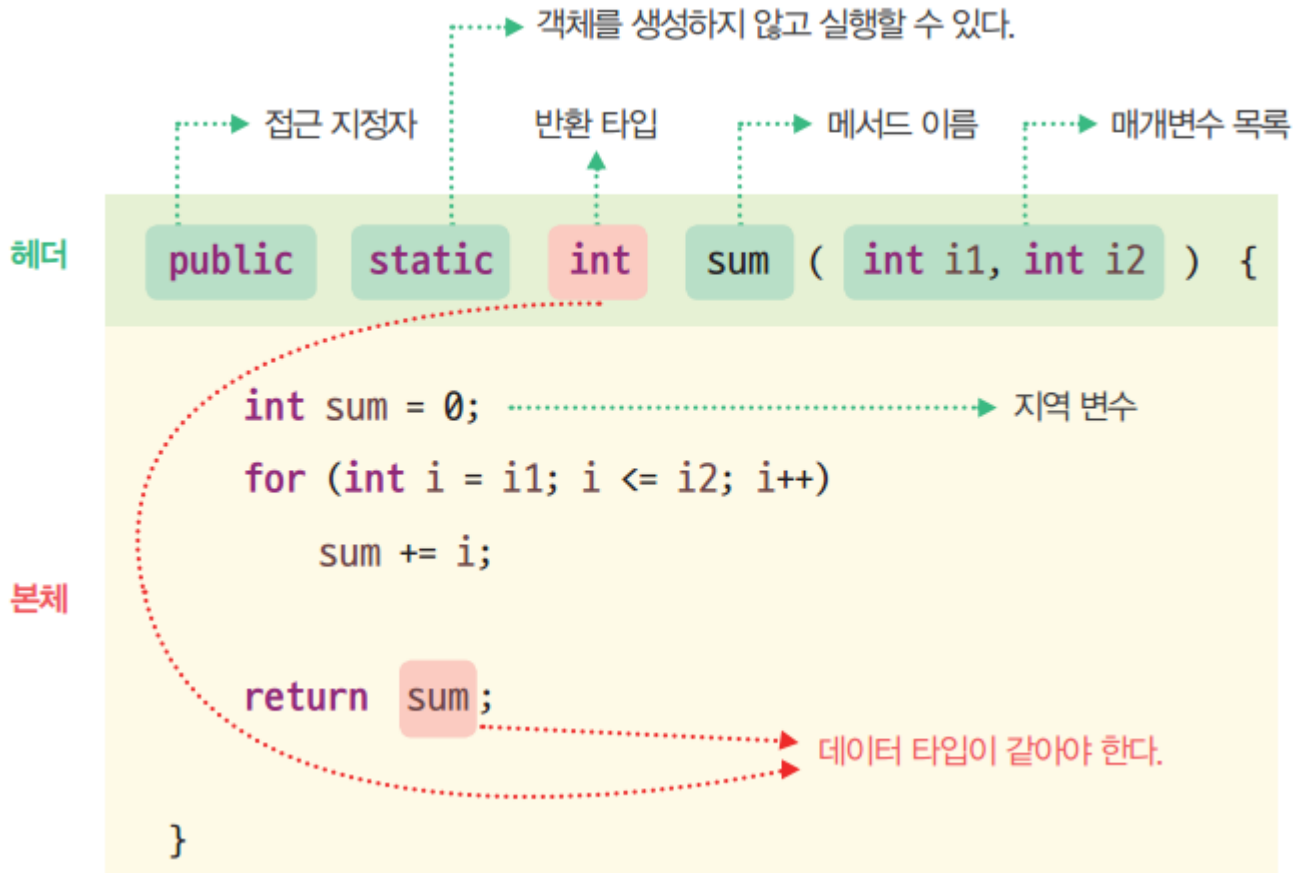 객체를 생성하지 않고 실행할 수 있다.
접근 지정자 반환 타입 메서드 이름 매개변수 목록
헤더 public static int sum ( int i1, int i2 ) {
int sum = 0; 지역 변수
for (int i = i1; i <= i2; i++)
sum += i;
본체
return sum;
데이터 타입이 같아야 한다.
}